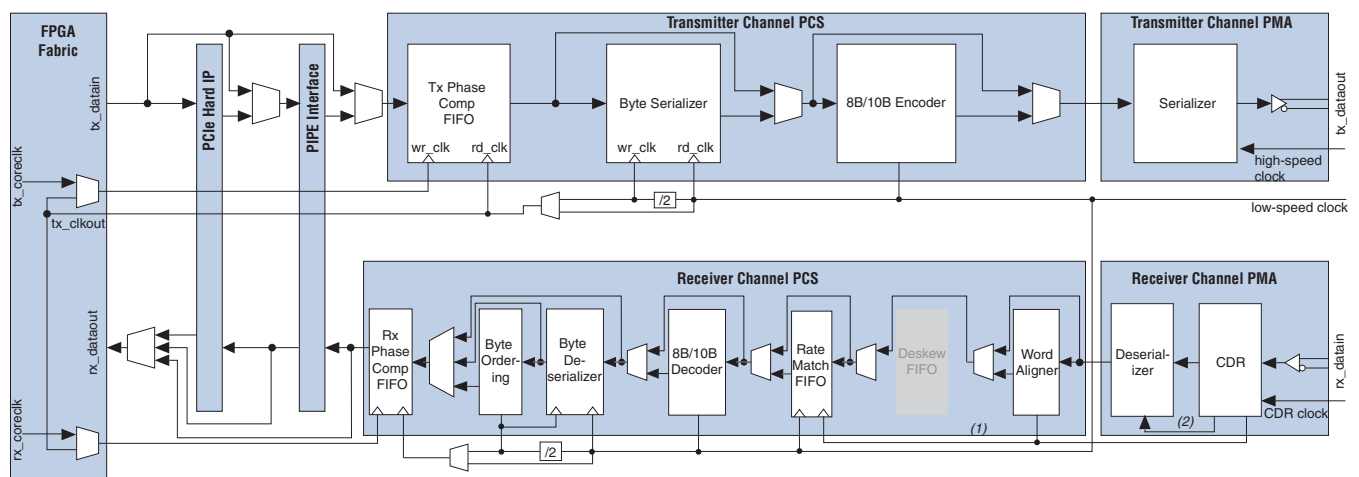 FPGA
Fabric
Transmitter Channel PCS
Transmitter Channel PMA
tx_datain
PCIe Hard IP
PIPE Interface
Tx Phase
Comp
FIFO
wr_clk
rd_clk
Byte Serializer
wr_clk
rd_clk
8B/10B Encoder
Serializer
tx_dataout
high-speed
clock
tx_coreclk
tx_clkout
/2
low-speed clock
Receiver Channel PCS
Receiver Channel PMA
rx_dataout
Rx
Phase
Comp
FIFO
Byte
Order-
ing
Byte
De-
serializer
8B/10B
Decoder
Rate
Match
FIFO
Deskew
FIFO
Word
Aligner
Deserial-
izer
CDR
rx_datain
CDR clock
(1)
(2)
rx_coreclk
/2